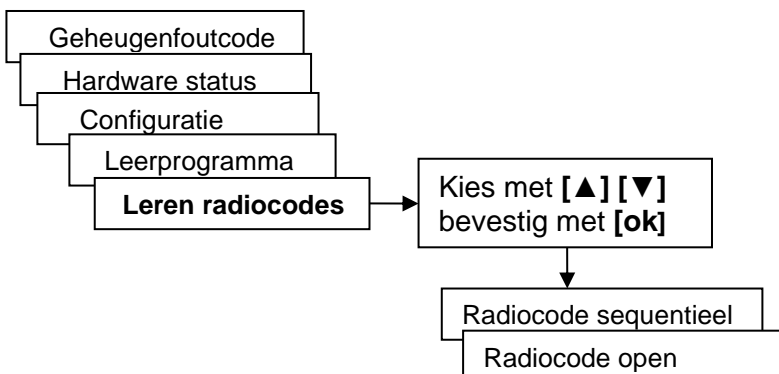 Geheugenfoutcode
Hardware status
Configuratie
Leerprogramma
Leren radiocodes
Kies met [▲] [▼]
bevestig met [ok]
Radiocode sequentieel
Radiocode open